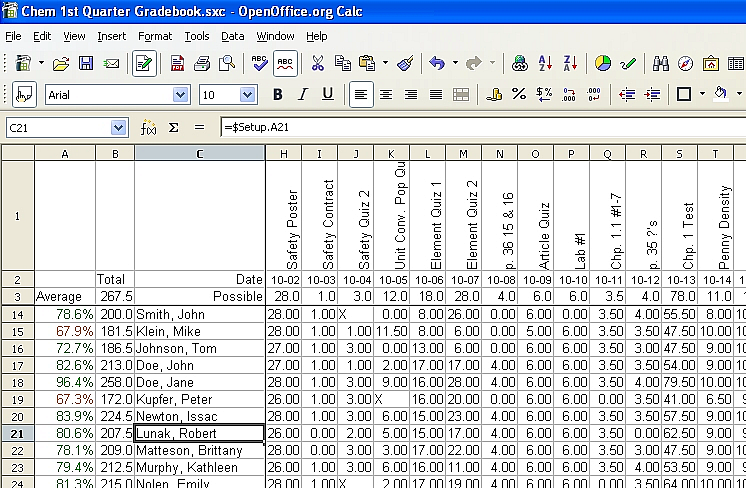 Chem 1st Quarter Gradebook.sxc - OpenOffice.org Calc
File Edit View Insert Format Tools Data Window Help
Arial 10 B I U
C21 f(x) Σ = =$Setup.A21
A B C H I J K L M N O P Q R S T
1 Safety Poster Safety Contract Safety Quiz 2 Unit Conv. Pop Qu Element Quiz 1 Element Quiz 2 p. 36 15 & 16 Article Quiz Lab #1 Chp. 1.1 #1-7 p. 35 ?'s Chp. 1 Test Penny Density
2 Total Date 10-02 10-03 10-04 10-05 10-06 10-07 10-08 10-09 10-10 10-11 10-12 10-13 10-14
3 Average 267.5 Possible 28.0 1.0 3.0 12.0 18.0 28.0 4.0 6.0 6.0 3.5 4.0 78.0 11.0
14 78.6% 200.0 Smith, John 28.00 1.00 X 0.00 8.00 26.00 0.00 0.00 6.00 3.50 4.00 55.50 8.00 10
15 67.9% 181.5 Klein, Mike 28.00 1.00 1.00 11.50 8.00 6.00 0.00 5.00 6.00 3.50 3.50 47.50 10.00 10
16 72.7% 186.5 Johnson, Tom 27.00 1.00 3.00 0.00 13.00 6.00 0.00 0.00 6.00 3.50 3.00 47.50 9.00 10
17 82.6% 213.0 Doe, John 28.00 1.00 1.00 2.00 17.00 17.00 4.00 6.00 6.00 3.50 3.00 54.00 9.00 10
18 96.4% 258.0 Doe, Jane 28.00 1.00 3.00 9.00 16.00 28.00 4.00 6.00 6.00 3.50 4.00 79.50 10.00 10
19 67.3% 172.0 Kupfer, Peter 26.00 1.00 3.00 X 16.00 20.00 0.00 6.00 6.00 3.50 3.50 41.00 6.50
20 83.9% 224.5 Newton, Issac 28.00 1.00 3.00 6.00 15.00 23.00 4.00 6.00 6.00 3.50 3.50 57.50 9.00 10
21 80.6% 207.5 Lunak, Robert 26.00 0.00 2.00 5.00 15.00 17.00 4.00 6.00 6.00 3.50 0.00 62.50 9.00
22 78.1% 209.0 Matteson, Brittany 28.00 0.00 3.00 3.00 17.00 22.00 4.00 6.00 6.00 3.50 3.00 47.50 9.00
23 79.4% 212.5 Murphy, Kathleen 26.00 1.00 3.00 6.00 16.00 11.00 4.00 6.00 6.00 3.50 4.00 53.50 9.00
24 81.3% 215.0 Nolen, Emily 28.00 1.00 X 2.00 17.00 19.00 4.00 6.00 6.00 3.50 3.00 64.00 9.00